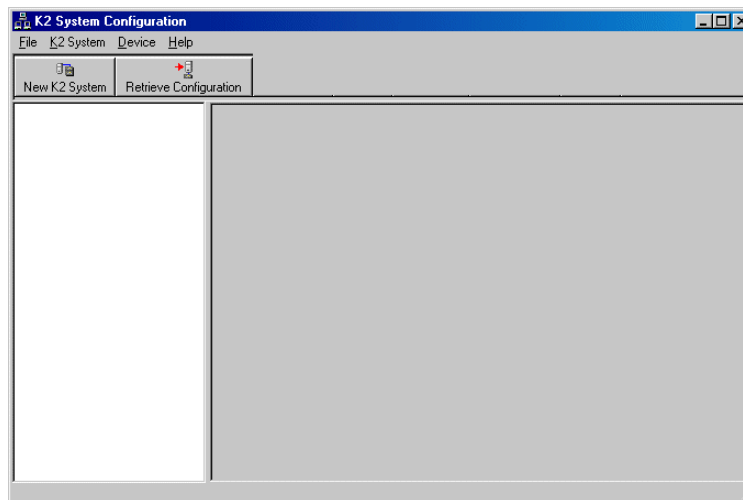 K2 System Configuration
File K2 System Device Help
New K2 System Retrieve Configuration